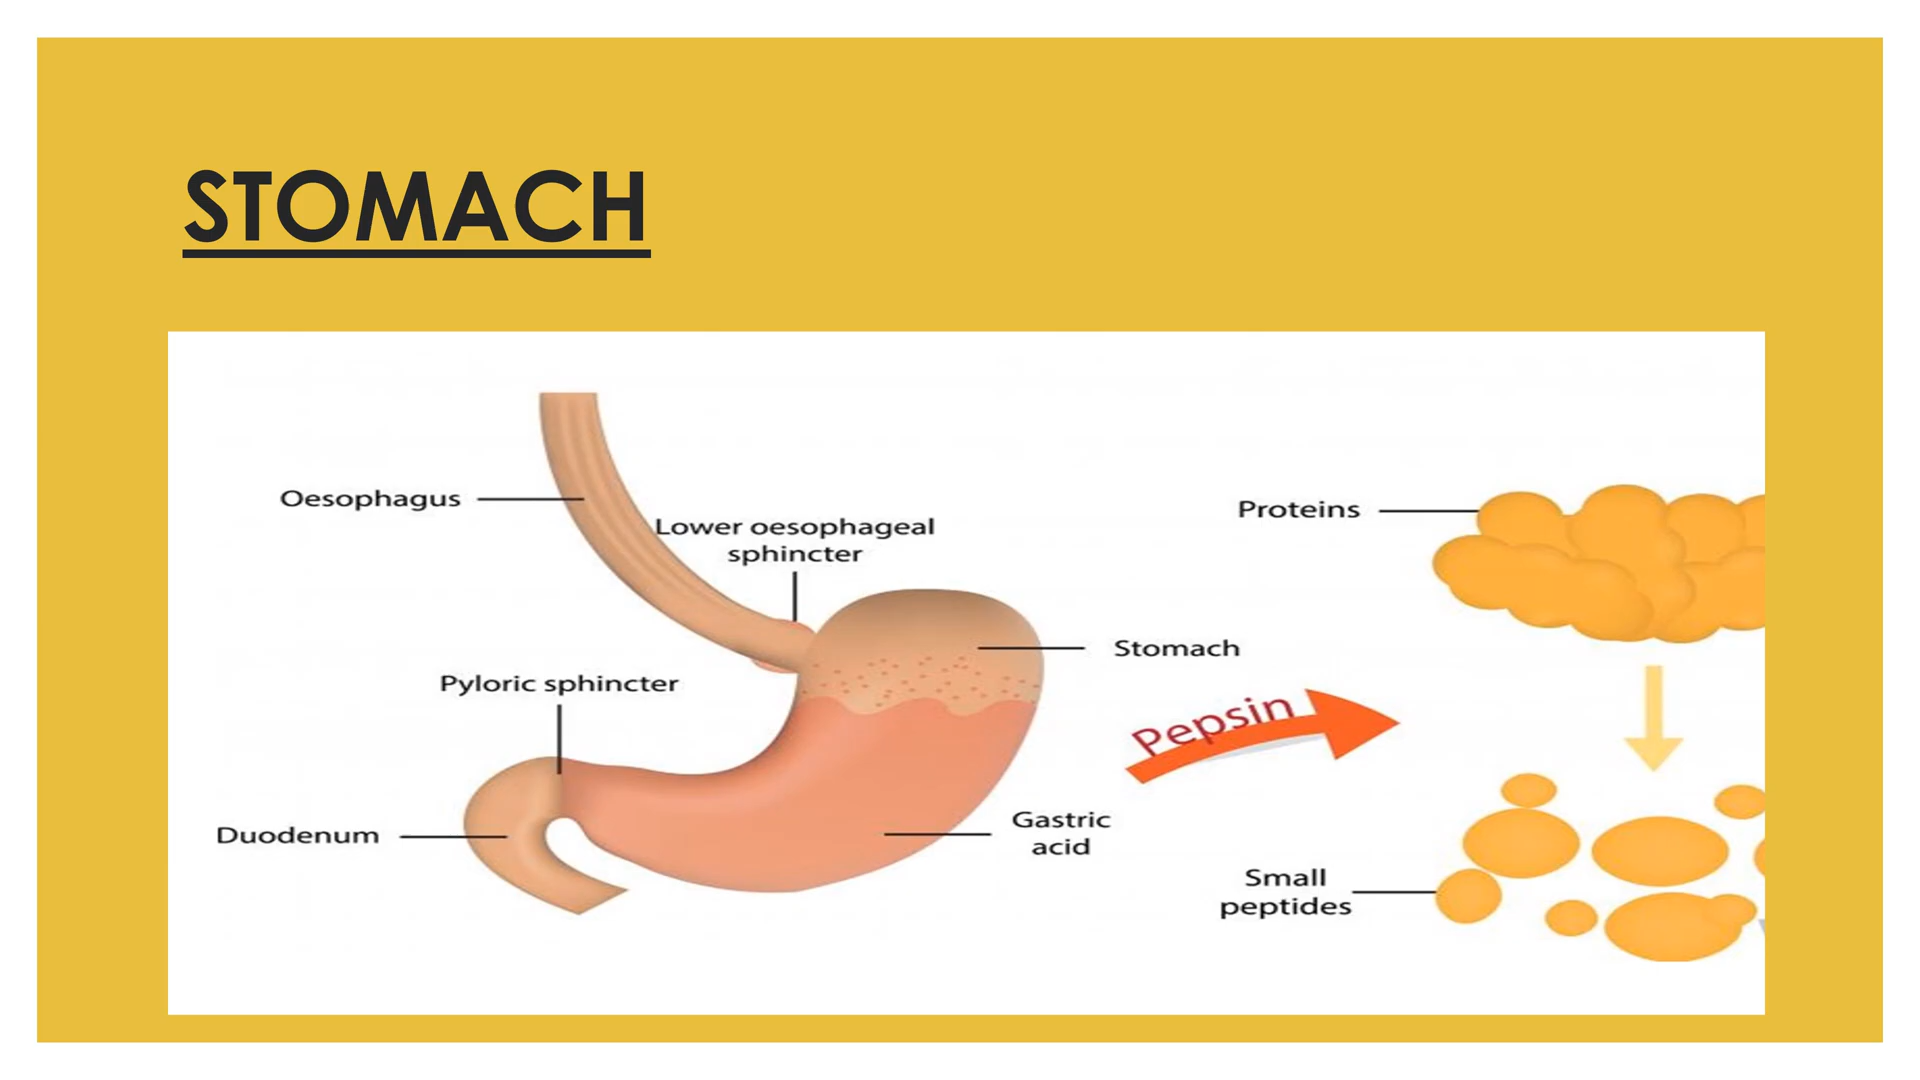 STOMACH
Oesophagus
Lower oesophageal
sphincter
Proteins
Stomach
Pyloric sphincter
Pepsin
Duodenum
Gastric
acid
Small
peptides